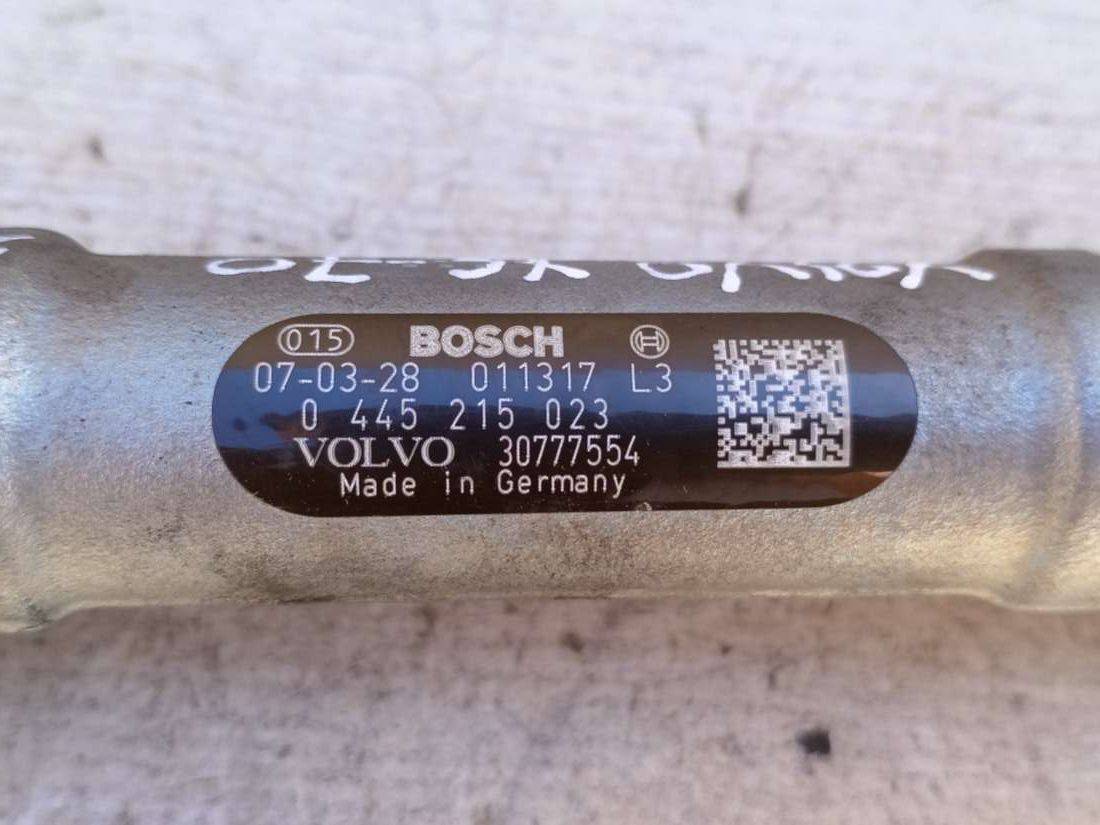 015 BOSCH
07-03-28 011317 L3
0 445 215 023
VOLVO 30777554
Made in Germany